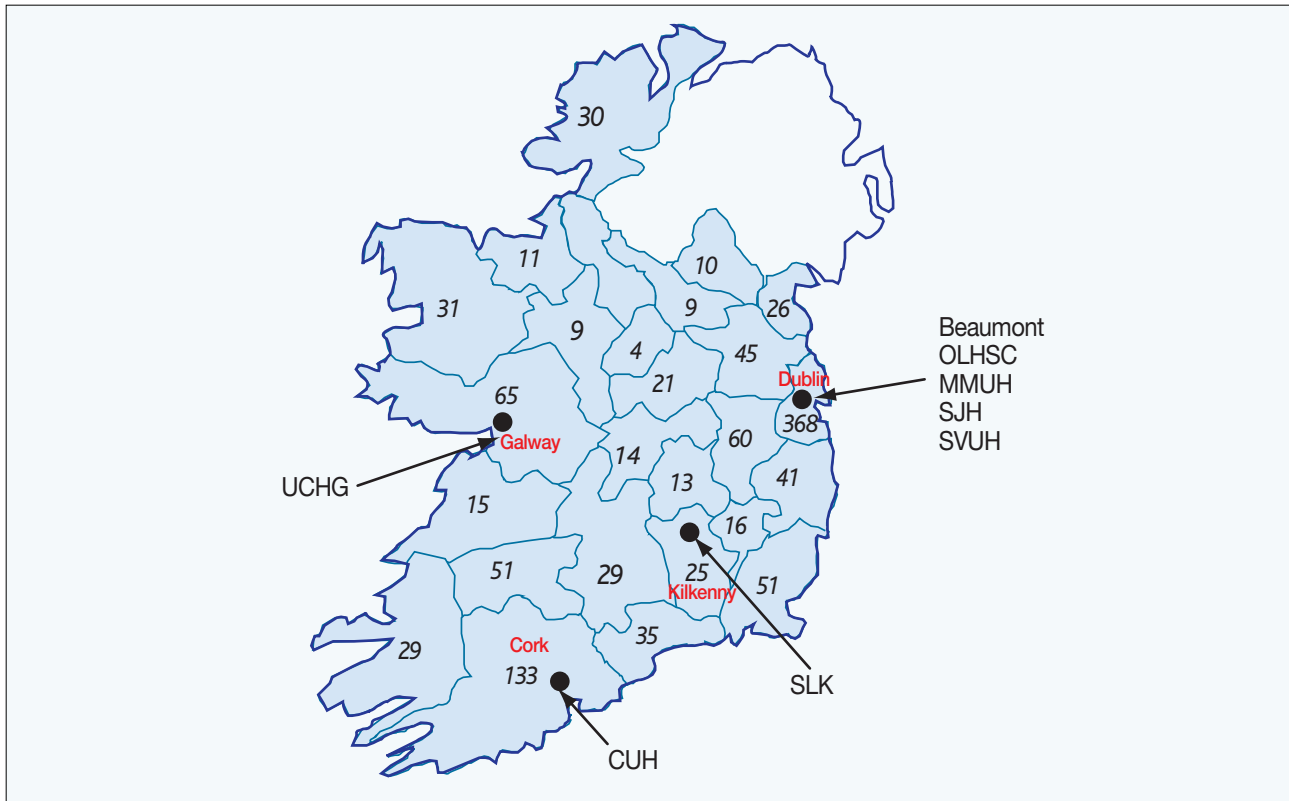 30
11
10
31
9
26
9
4
45
Beaumont
OLHSC
MMUH
SJH
SVUH
Dublin
21
65
368
Galway
60
14
UCHG
13
41
15
16
51
29
25
Kilkenny
51
35
Cork
29
133
SLK
CUH